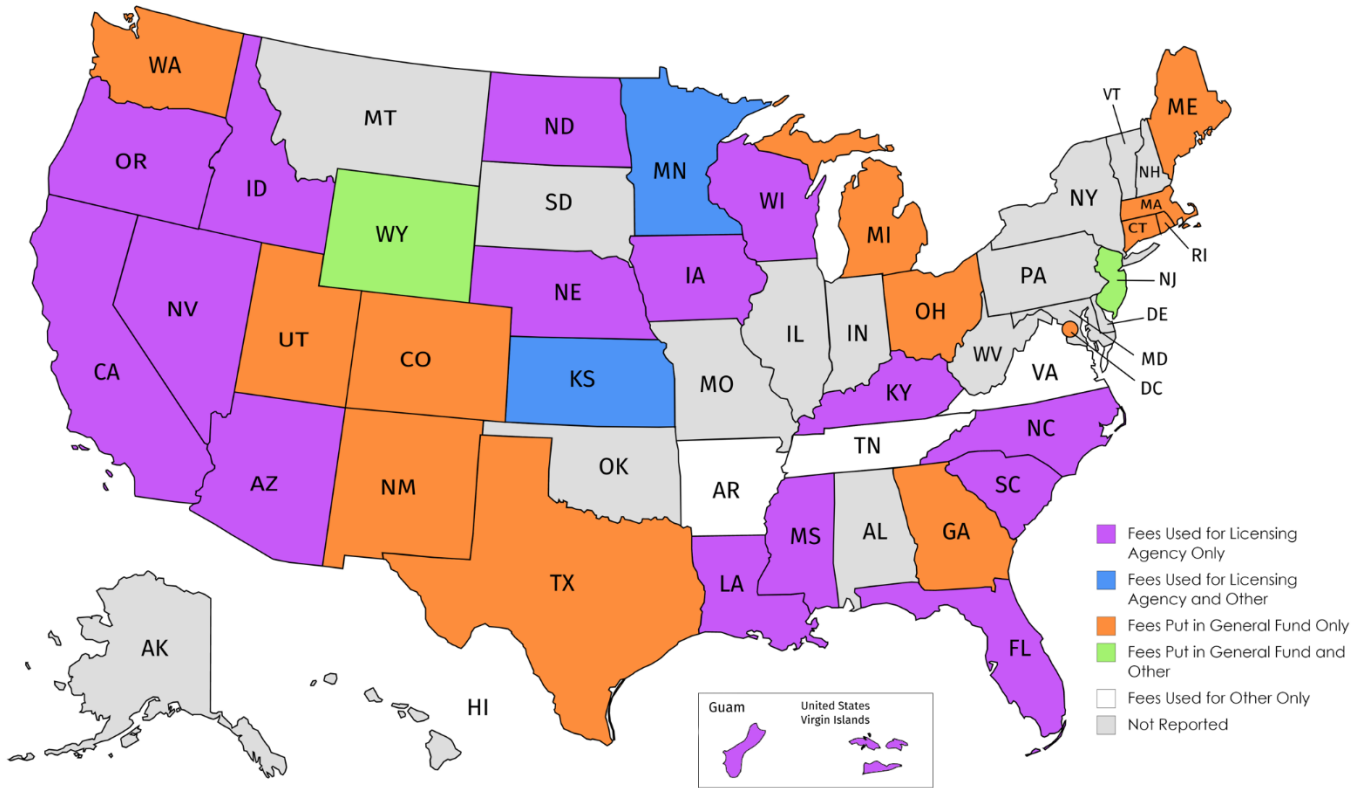 WA
MT
ND
MN
VT
ME
OR
ID
SD
WI
NH
NY
MA
WY
MI
CT
RI
IA
PA
NE
NJ
NV
IL
IN
OH
DE
UT
CO
WV
MD
CA
KS
MO
KY
VA
DC
NC
TN
OK
AZ
NM
AR
SC
MS
AL
GA
TX
LA
FL
AK
HI
Fees Used for Licensing
Agency Only
Fees Used for Licensing
Agency and Other
Fees Put in General Fund Only
Fees Put in General Fund and
Other
Fees Used for Other Only
Not Reported
Guam
United States
Virgin Islands